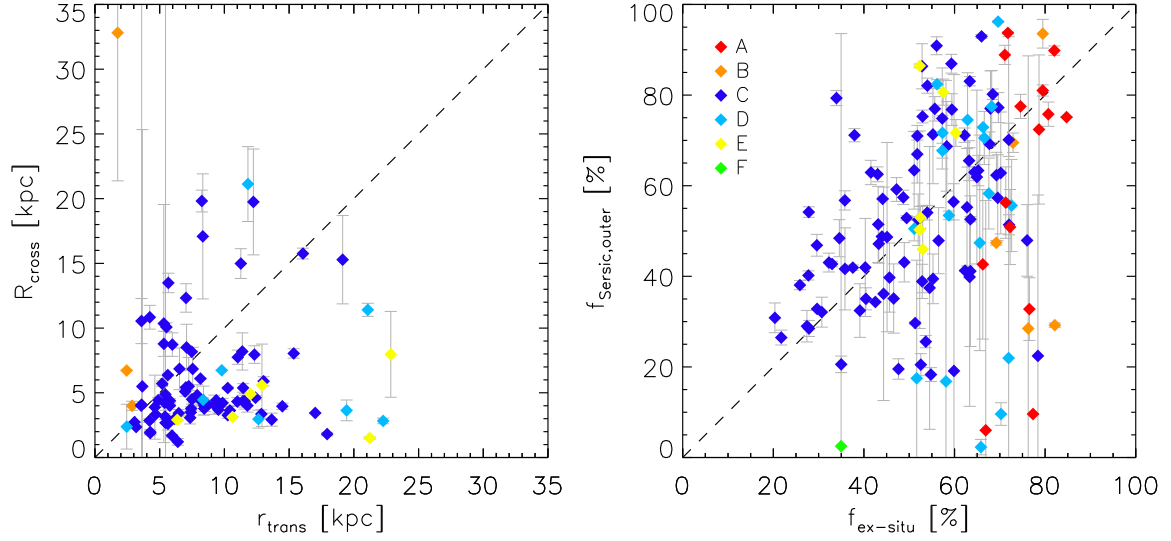 35
30
25
20
15
10
5
0
R_cross [kpc]
0 5 10 15 20 25 30 35
r_trans [kpc]
100
80
60
40
20
0
f_Sersic,outer [%]
A
B
C
D
E
F
0 20 40 60 80 100
f_ex-situ [%]